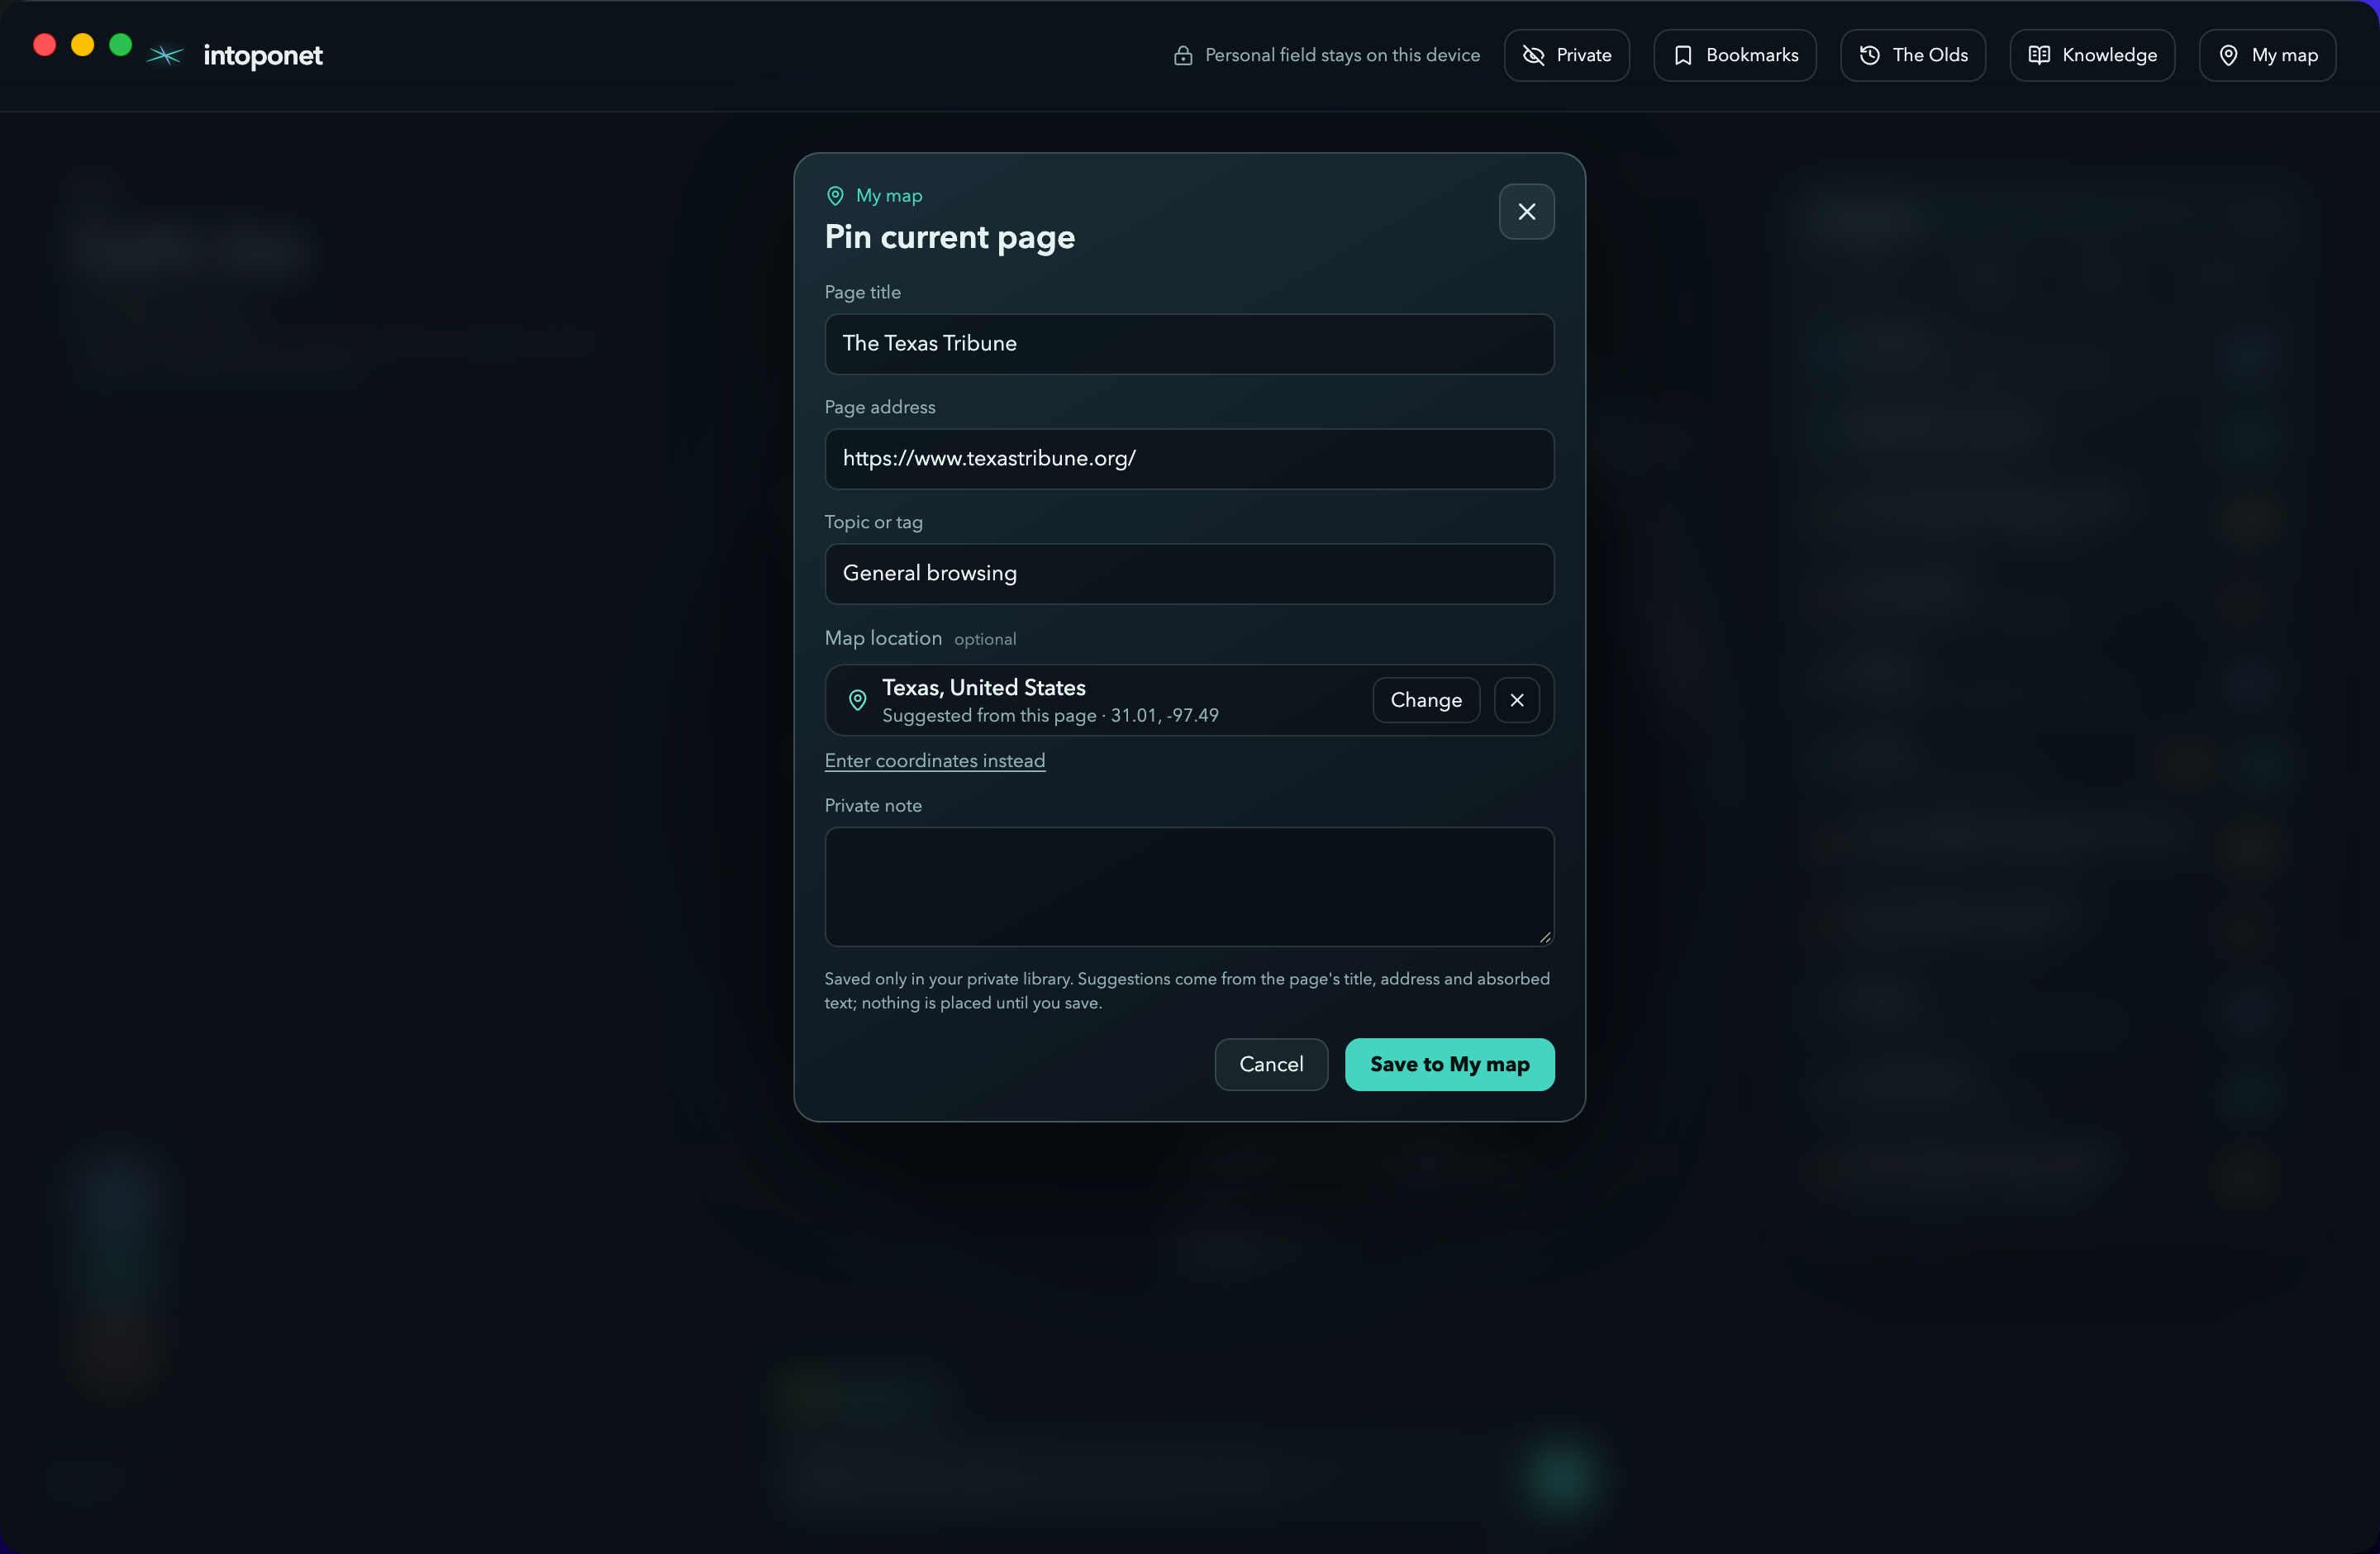 intoponet
Personal field stays on this device
Private
Bookmarks
The Olds
Knowledge
My map
My map
Pin current page
Page title
The Texas Tribune
Page address
https://www.texastribune.org/
Topic or tag
General browsing
Map location optional
Texas, United States
Suggested from this page · 31.01, -97.49
Change
Enter coordinates instead
Private note
Saved only in your private library. Suggestions come from the page's title, address and absorbed
text; nothing is placed until you save.
Cancel
Save to My map